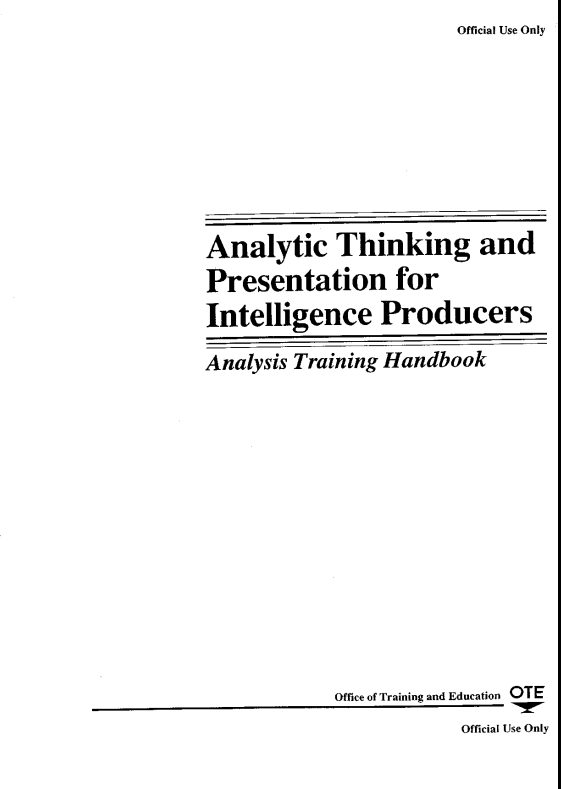 Official Use Only
Analytic Thinking and
Presentation for
Intelligence Producers
Analysis Training Handbook
Office of Training and Education OTE
Official Use Only